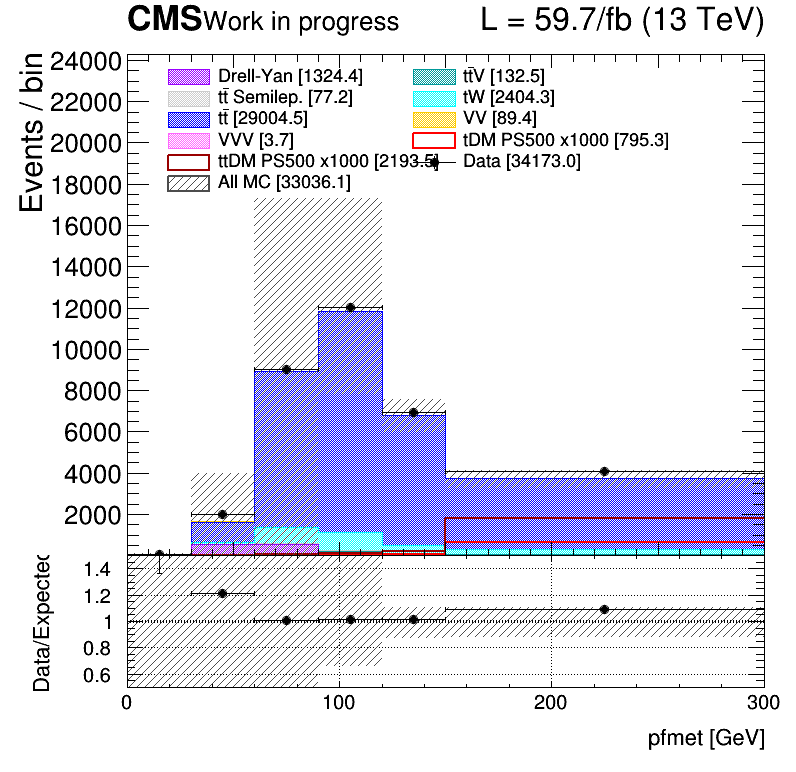 CMS Work in progress L = 59.7/fb (13 TeV)
Events / bin
24000
22000
20000
18000
16000
14000
12000
10000
8000
6000
4000
2000
Drell-Yan [1324.4] tt̄V [132.5]
tt̄ Semilep. [77.2] tW [2404.3]
tt̄ [29004.5] VV [89.4]
VVV [3.7] tDM PS500 x1000 [795.3]
ttDM PS500 x1000 [2193.5] Data [34173.0]
All MC [33036.1]
Data/Expected
1.4
1.2
1
0.8
0.6
0 100 200 300
pfmet [GeV]